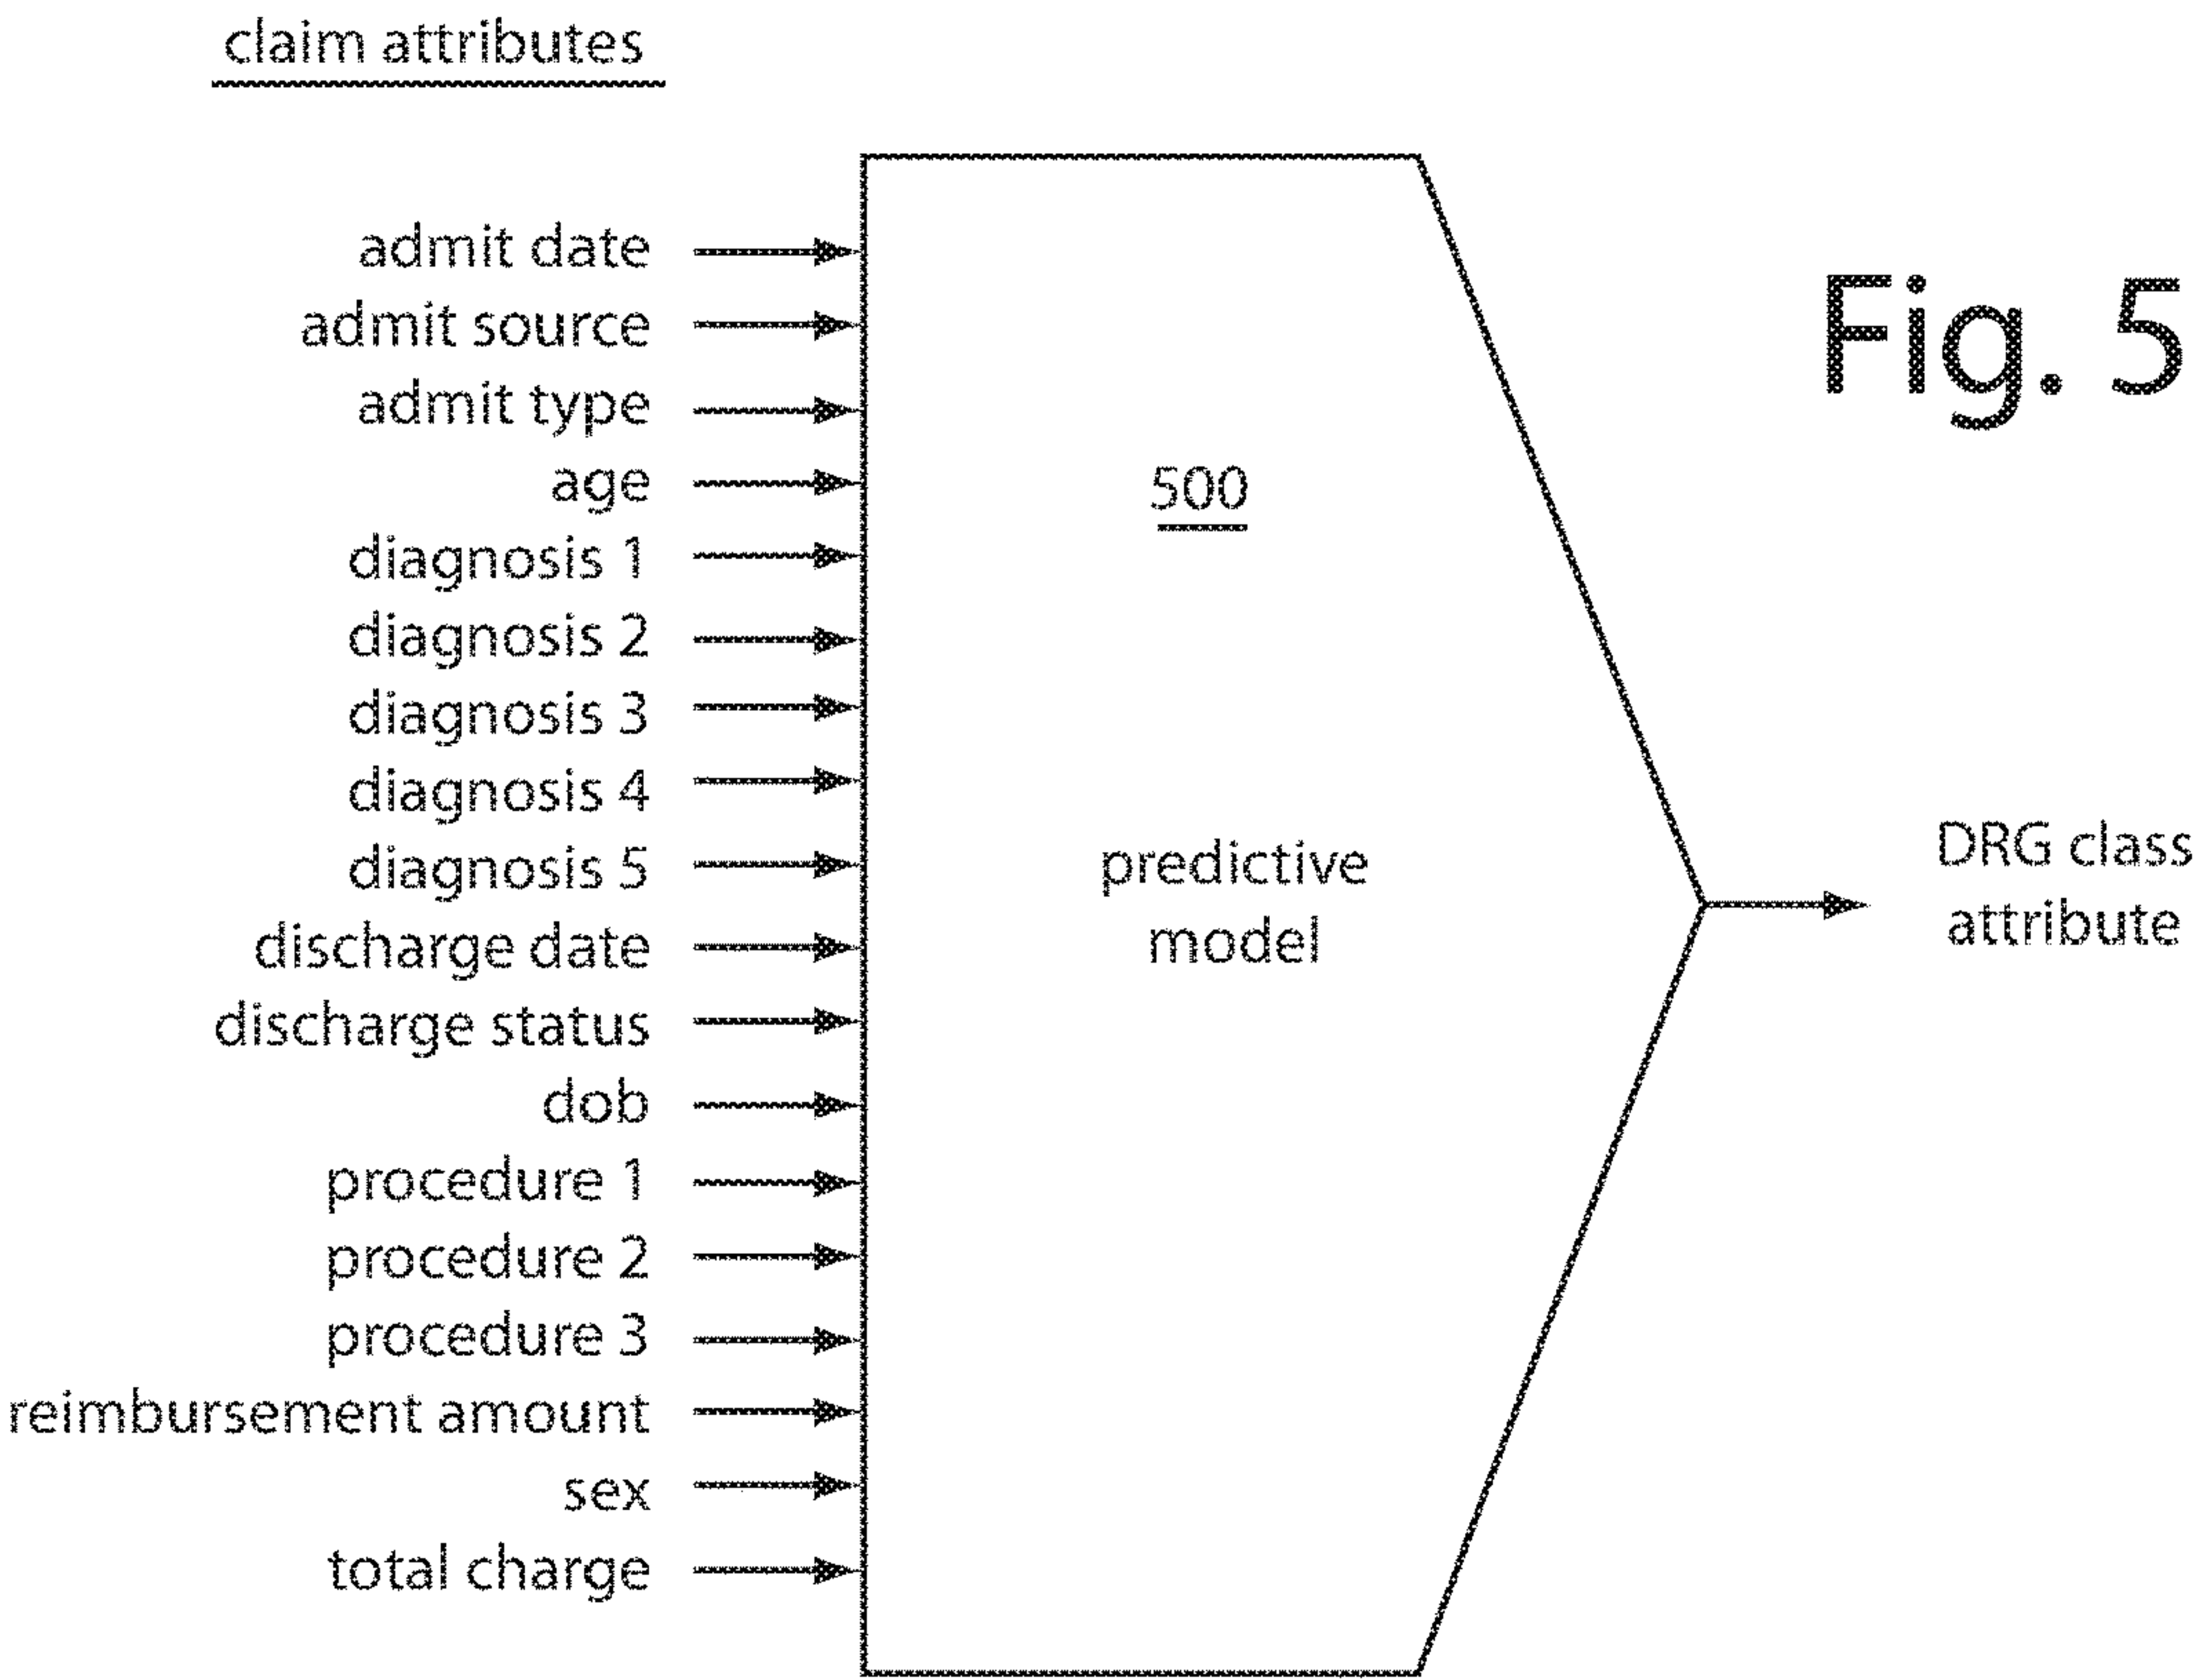 claim attributes
admit date
admit source
admit type
age
diagnosis 1
diagnosis 2
diagnosis 3
diagnosis 4
diagnosis 5
discharge date
discharge status
dob
procedure 1
procedure 2
procedure 3
reimbursement amount
sex
total charge
500
predictive
model
Fig. 5
DRG class
attribute